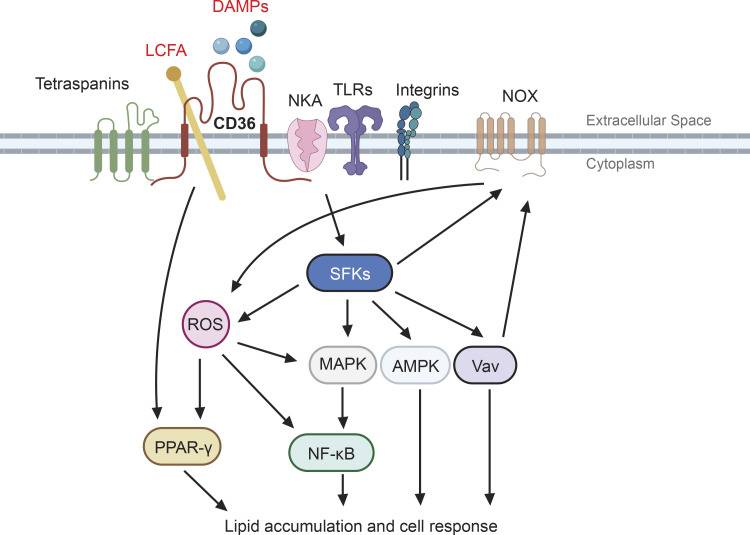 DAMPs
LCFA
Tetraspanins
CD36
NKA
TLRs
Integrins
NOX
Extracellular Space
Cytoplasm
SFKs
ROS
MAPK
AMPK
Vav
PPAR-γ
NF-κB
Lipid accumulation and cell response